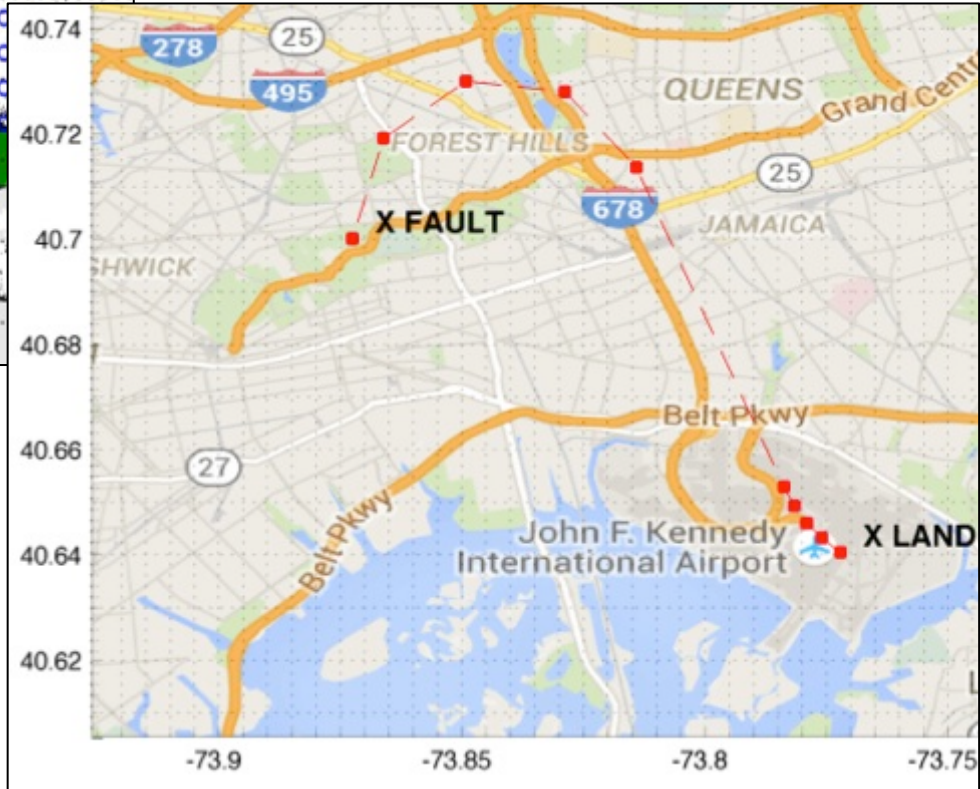 40.74
278
25
495
QUEENS
Grand Centr
40.72
FOREST HILLS
25
678
X FAULT
40.7
JAMAICA
SHWICK
40.68
Belt Pkwy
40.66
27
Belt Pkwy
John F. Kennedy
International Airport
X LAND
40.64
40.62
-73.9
-73.85
-73.8
-73.75